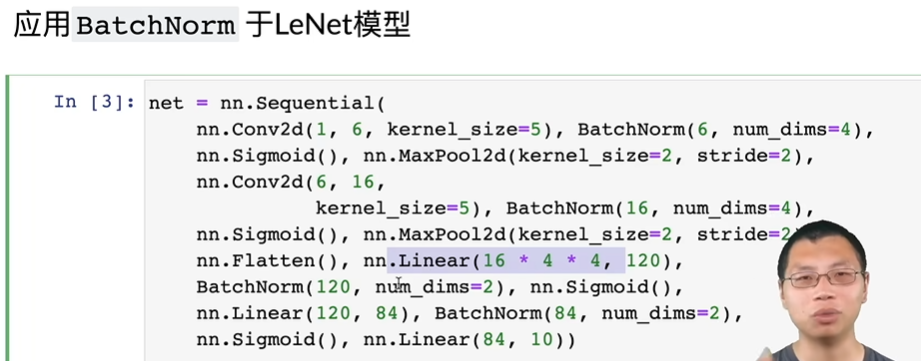 应用BatchNorm 于LeNet模型
In [3]: net = nn.Sequential(
nn.Conv2d(1, 6, kernel_size=5), BatchNorm(6, num_dims=4),
nn.Sigmoid(), nn.MaxPool2d(kernel_size=2, stride=2),
nn.Conv2d(6, 16,
kernel_size=5), BatchNorm(16, num_dims=4),
nn.Sigmoid(), nn.MaxPool2d(kernel_size=2, stride=2
nn.Flatten(), nn.Linear(16 * 4 * 4, 120),
BatchNorm(120, num_dims=2), nn.Sigmoid(),
nn.Linear(120, 84), BatchNorm(84, num_dims=2),
nn.Sigmoid(), nn.Linear(84, 10))